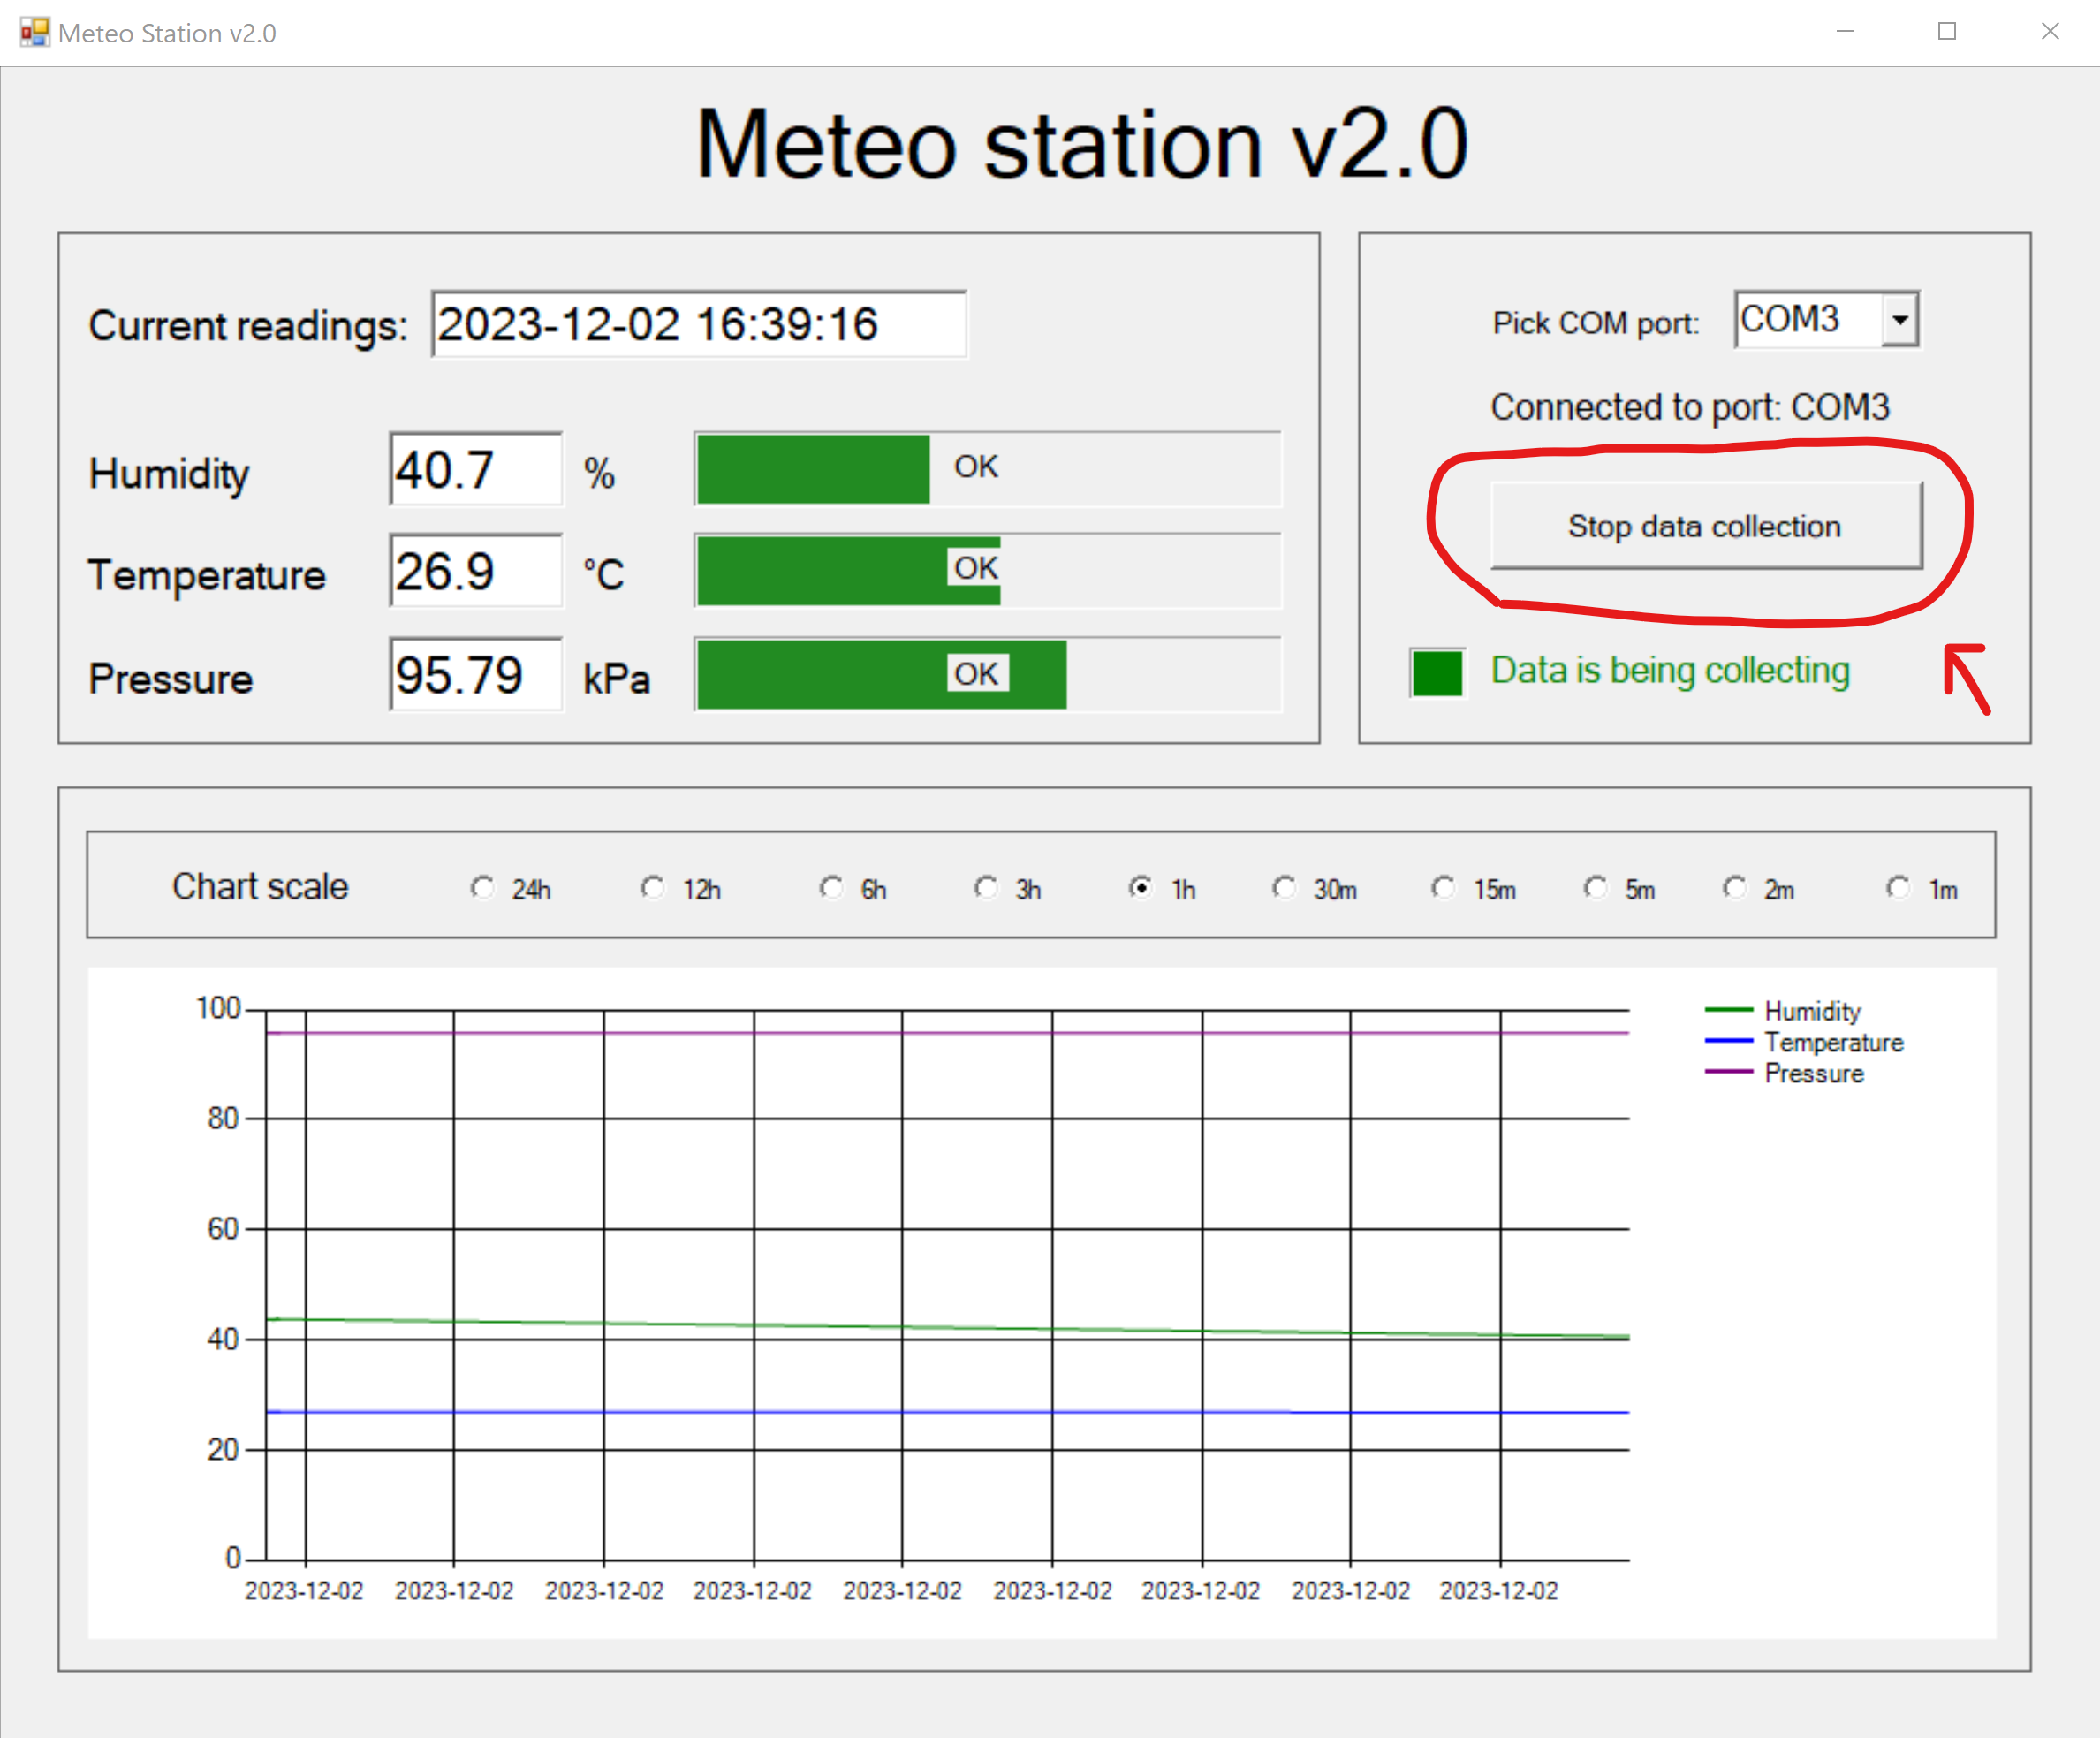 Meteo Station v2.0
Meteo station v2.0
Current readings: 2023-12-02 16:39:16
Humidity 40.7 % OK
Temperature 26.9 °C OK
Pressure 95.79 kPa OK
Pick COM port: COM3
Connected to port: COM3
Stop data collection
Data is being collecting
Chart scale 24h 12h 6h 3h 1h 30m 15m 5m 2m 1m
100
80
60
40
20
0
2023-12-02 2023-12-02 2023-12-02 2023-12-02 2023-12-02 2023-12-02 2023-12-02 2023-12-02 2023-12-02
Humidity
Temperature
Pressure